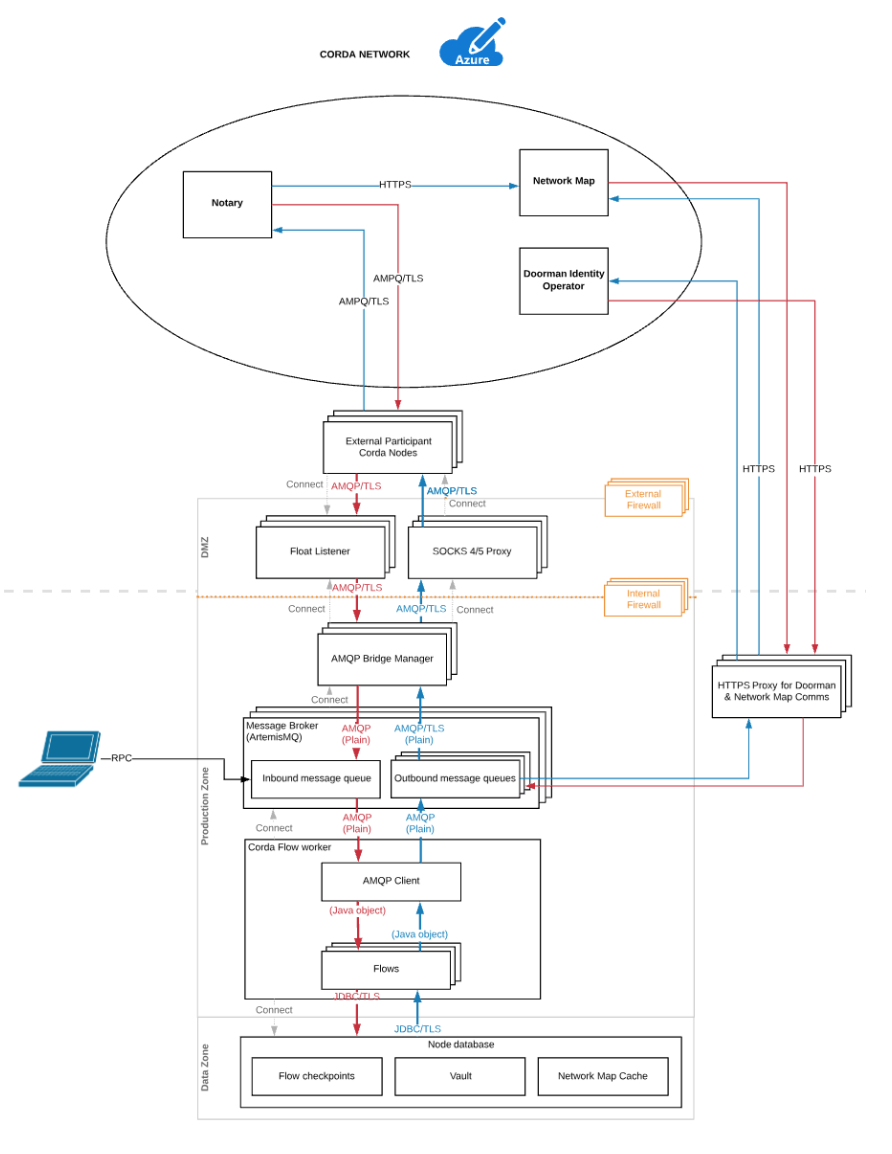 CORDA NETWORK
Azure
Notary
HTTPS
Network Map
Doorman Identity
Operator
AMPQ/TLS
AMPQ/TLS
External Participant
Corda Nodes
HTTPS
HTTPS
Connect
AMQP/TLS
AMQP/TLS
Connect
External
Firewall
DMZ
Float Listener
SOCKS 4/5 Proxy
AMQP/TLS
Connect
AMQP/TLS
Connect
Internal
Firewall
AMQP Bridge Manager
HTTPS Proxy for Doorman
& Network Map Comms
Connect
Message Broker
(ArtemisMQ)
AMQP
(Plain)
AMQP/TLS
(Plain)
RPC
Inbound message queue
Outbound message queues
Production Zone
Connect
AMQP
(Plain)
AMQP
(Plain)
Corda Flow worker
AMQP Client
(Java object)
(Java object)
Flows
JDBC/TLS
Connect
JDBC/TLS
Data Zone
Node database
Flow checkpoints
Vault
Network Map Cache